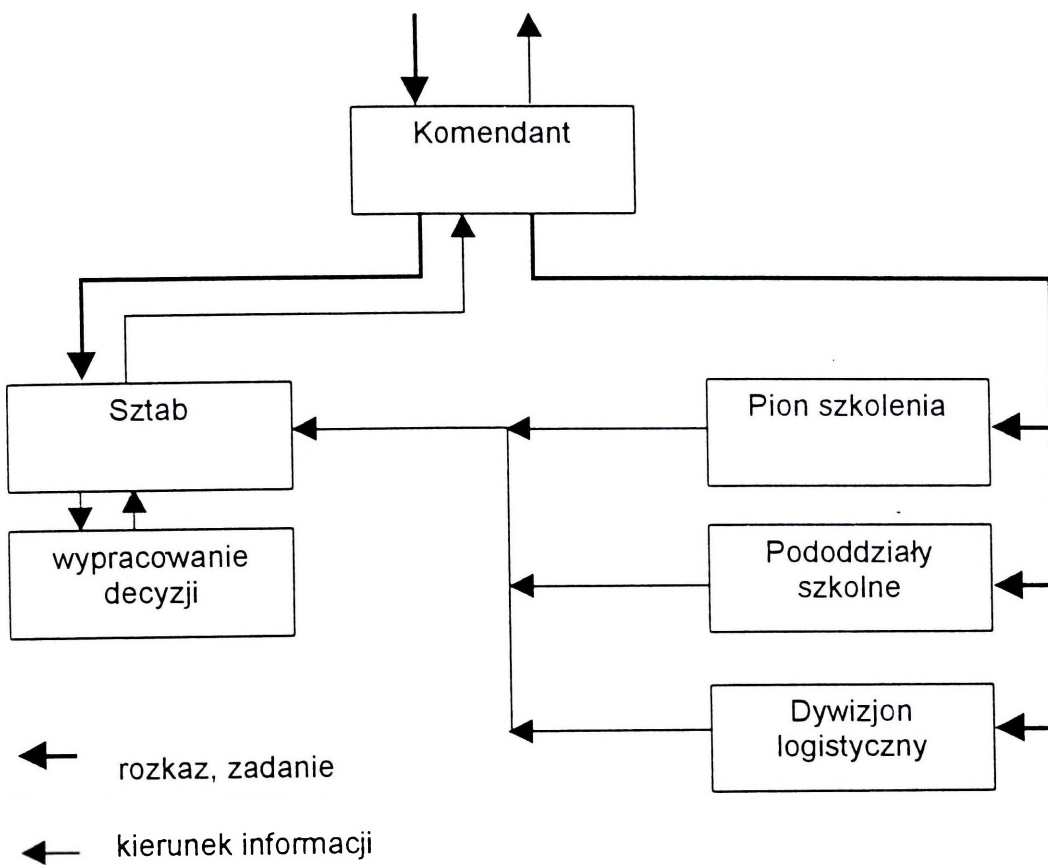 Komendant
Sztab
Pion szkolenia
wypracowanie
decyzji
Pododdziały
szkolne
Dywizjon
logistyczny
rozkaz, zadanie
kierunek informacji